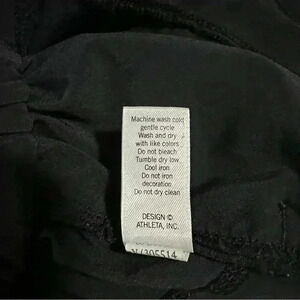 Machine wash cold
gentle cycle
Wash and dry
with like colors
Do not bleach
Tumble dry low
Cool iron
Do not iron
decoration
Do not dry clean
DESIGN ©
ATHLETA, INC.